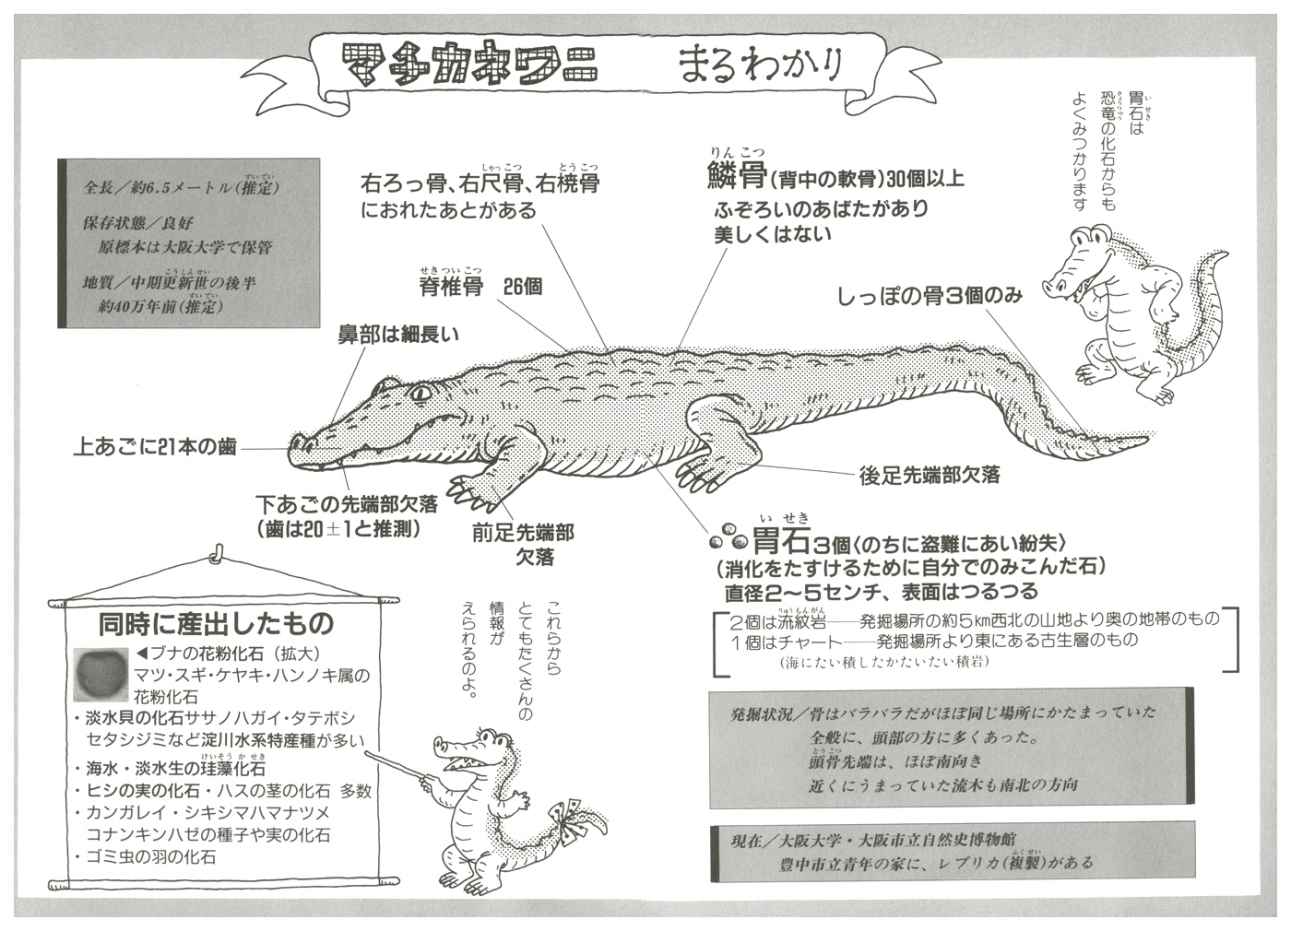 マチカネワニ まるわかり
胃石は
恐竜の化石からも
よくみつかります
全長／約6.5メートル(推定)
保存状態／良好
原標本は大阪大学で保管
地質／中期更新世の後半
約40万年前(推定)
右ろっ骨、右尺骨、右橈骨
におれたあとがある
鱗骨(背中の軟骨)30個以上
ふぞろいのあばたがあり
美しくはない
脊椎骨 26個
しっぽの骨3個のみ
鼻部は細長い
上あごに21本の歯
下あごの先端部欠落
(歯は20±1と推測)
前足先端部
欠落
後足先端部欠落
胃石3個〈のちに盗難にあい紛失〉
(消化をたすけるために自分でのみこんだ石)
直径2〜5センチ、表面はつるつる
2個は流紋岩──発掘場所の約5km西北の山地より奥の地帯のもの
1個はチャート──発掘場所より東にある古生層のもの
(海にたい積したかたいたい積岩)
同時に産出したもの
◀ブナの花粉化石（拡大）
マツ・スギ・ケヤキ・ハンノキ属の
花粉化石
・淡水貝の化石ササノハガイ・タテボシ
セタシジミなど淀川水系特産種が多い
・海水・淡水生の珪藻化石
・ヒシの実の化石・ハスの茎の化石 多数
・カンガレイ・シキシマハマナツメ
コナンキンハゼの種子や実の化石
・ゴミ虫の羽の化石
これらから
とてもたくさんの
情報が
えられるのよ。
発掘状況／骨はバラバラだがほぼ同じ場所にかたまっていた
全般に、頭部の方に多くあった。
頭骨先端は、ほぼ南向き
近くにうまっていた流木も南北の方向
現在／大阪大学・大阪市立自然史博物館
豊中市立青年の家に、レプリカ(複製)がある